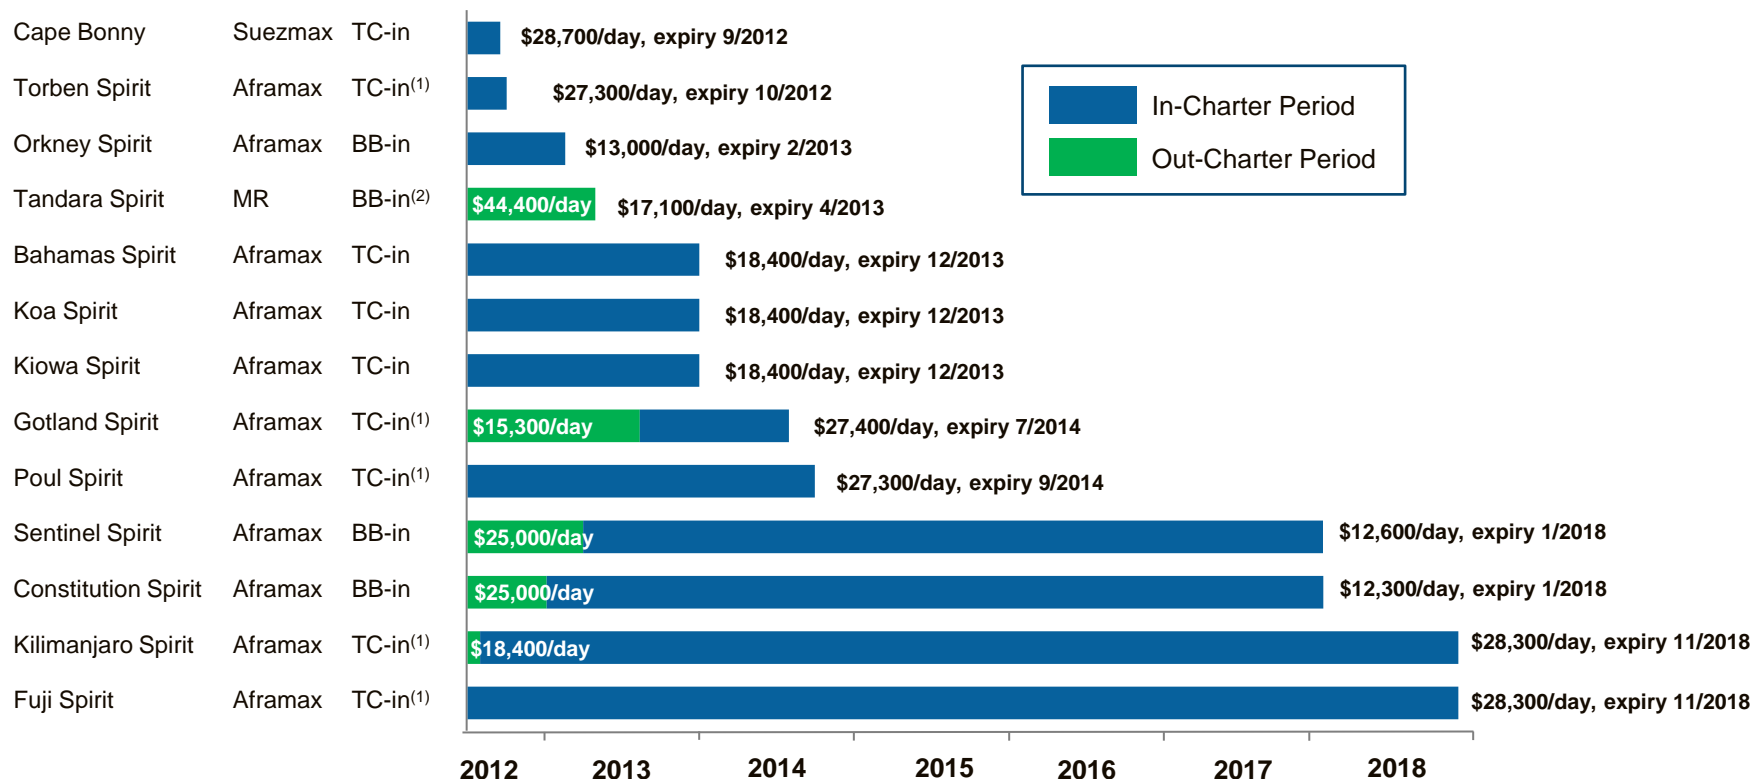 Cape Bonny Suezmax TC-in $28,700/day, expiry 9/2012
Torben Spirit Aframax TC-in(1) $27,300/day, expiry 10/2012
In-Charter Period
Orkney Spirit Aframax BB-in $13,000/day, expiry 2/2013
Out-Charter Period
Tandara Spirit MR BB-in(2) $44,400/day $17,100/day, expiry 4/2013
Bahamas Spirit Aframax TC-in $18,400/day, expiry 12/2013
Koa Spirit Aframax TC-in $18,400/day, expiry 12/2013
Kiowa Spirit Aframax TC-in $18,400/day, expiry 12/2013
Gotland Spirit Aframax TC-in(1) $15,300/day $27,400/day, expiry 7/2014
Poul Spirit Aframax TC-in(1) $27,300/day, expiry 9/2014
Sentinel Spirit Aframax BB-in $25,000/day $12,600/day, expiry 1/2018
Constitution Spirit Aframax BB-in $25,000/day $12,300/day, expiry 1/2018
Kilimanjaro Spirit Aframax TC-in(1) $18,400/day $28,300/day, expiry 11/2018
Fuji Spirit Aframax TC-in(1) $28,300/day, expiry 11/2018
2012 2013 2014 2015 2016 2017 2018